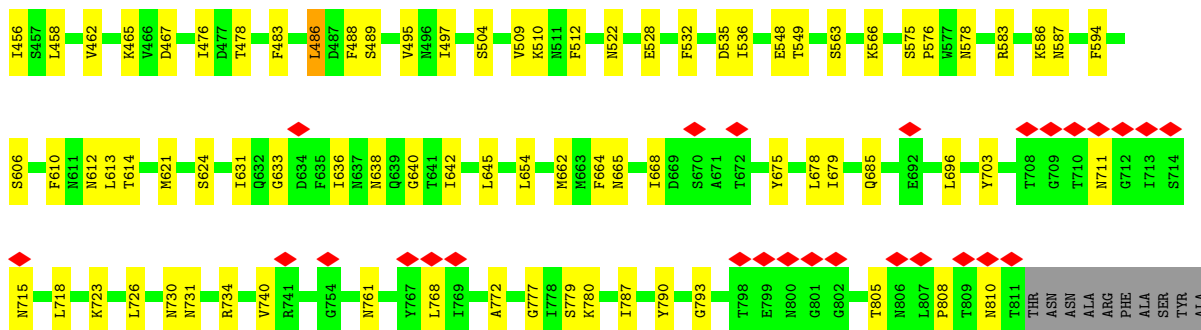 I456 S457 L458 V462 K465 V466 D467 I476 D477 T478 F483 L486 D487 F488 S489 V495 N496 I497 S504 V509 K510 N511 F512 N522 E528 F532 D535 I536 E548 T549 S563 K566 S575 P576 W577 N578 R583 K586 N587 F594
S606 F610 N611 N612 L613 T614 M621 S624 I631 Q632 G633 D634 F635 I636 N637 N638 Q639 G640 T641 I642 L645 L654 M662 M663 F664 N665 I668 D669 S670 A671 T672 Y675 L678 I679 Q685 E692 L696 Y703 T708 G709 T710 N711 G712 I713 S714
N715 L718 K723 L726 N730 N731 R734 V740 R741 G754 N761 Y767 L768 I769 A772 G777 I778 S779 K780 I787 Y790 G793 T798 E799 N800 G801 G802 T805 N806 L807 P808 T809 N810 T811 THR ASN ASN ALA ARG PHE ALA SER TYR